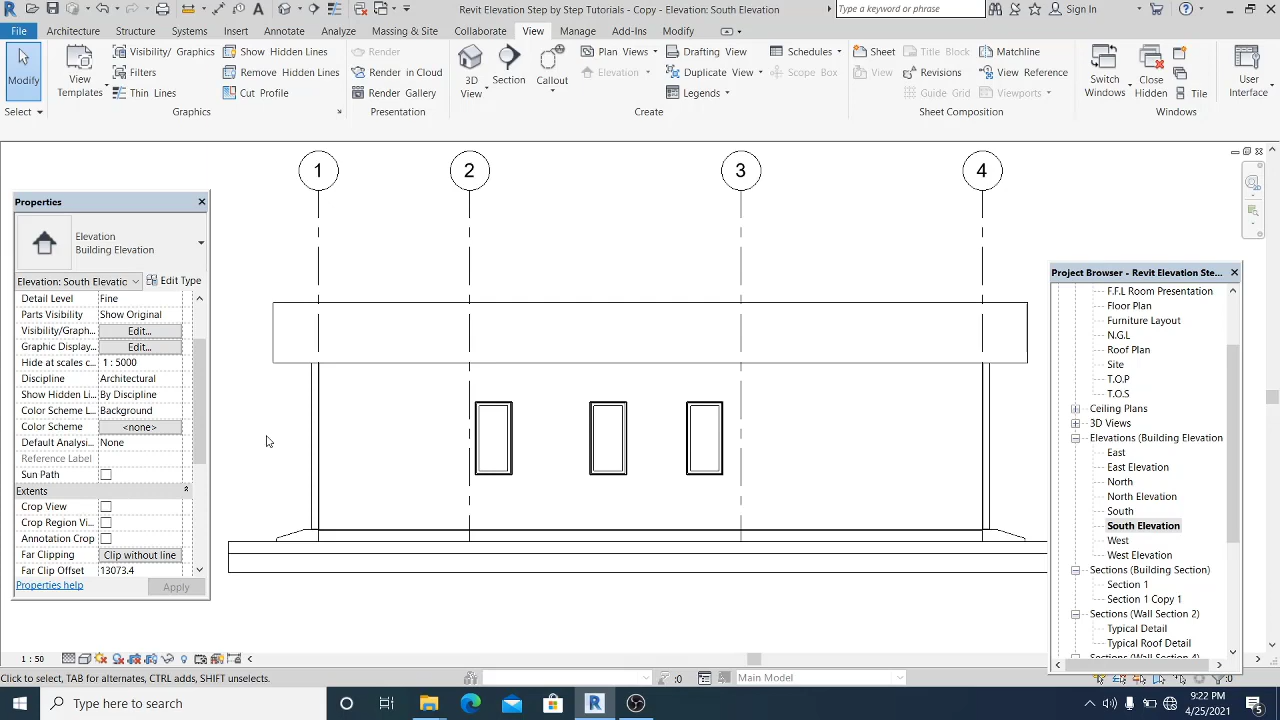 Revit Elevation Step by Step Tutorials - Copy - Elevation: South Elevation
Type a keyword or phrase
Sign In
File Architecture Structure Systems Insert Annotate Analyze Massing & Site Collaborate View Manage Add-Ins Modify
Modify
Select
View Templates
Visibility/ Graphics
Filters
Thin Lines
Show Hidden Lines
Remove Hidden Lines
Cut Profile
Graphics
Render
Render in Cloud
Render Gallery
Presentation
3D View
Section
Callout
Plan Views
Elevation
Drafting View
Duplicate View
Legends
Schedules
Scope Box
Create
Sheet
View
Title Block
Revisions
Guide Grid
Matchline
View Reference
Viewports
Sheet Composition
Switch Windows
Close Hidden
Tile
Windows
User Interface
1 2 3 4
Properties
Elevation
Building Elevation
Elevation: South Elevatic
Edit Type
Detail Level Fine
Parts Visibility Show Original
Visibility/Graph... Edit...
Graphic Display... Edit...
Hide at scales c... 1 : 5000
Discipline Architectural
Show Hidden Li... By Discipline
Color Scheme L... Background
Color Scheme <none>
Default Analysi... None
Reference Label
Sun Path
Extents
Crop View
Crop Region Vi...
Annotation Crop
Far Clipping Clip without line
Far Clip Offset 13073.4
Properties help
Apply
Project Browser - Revit Elevation Ste...
F.F.L Room Presentation
Floor Plan
Furniture Layout
N.G.L
Roof Plan
Site
T.O.P
T.O.S
Ceiling Plans
3D Views
Elevations (Building Elevation
East
East Elevation
North
North Elevation
South
South Elevation
West
West Elevation
Sections (Building Section)
Section 1
Section 1 Copy 1
Sections (Wall Section 2)
Typical Detail
Typical Roof Detail
Sections (Wall Section 4)
1 : 50
Click to select, TAB for alternates, CTRL adds, SHIFT unselects.
:0
Main Model
:0
Type here to search
9:22 PM
4/25/2021